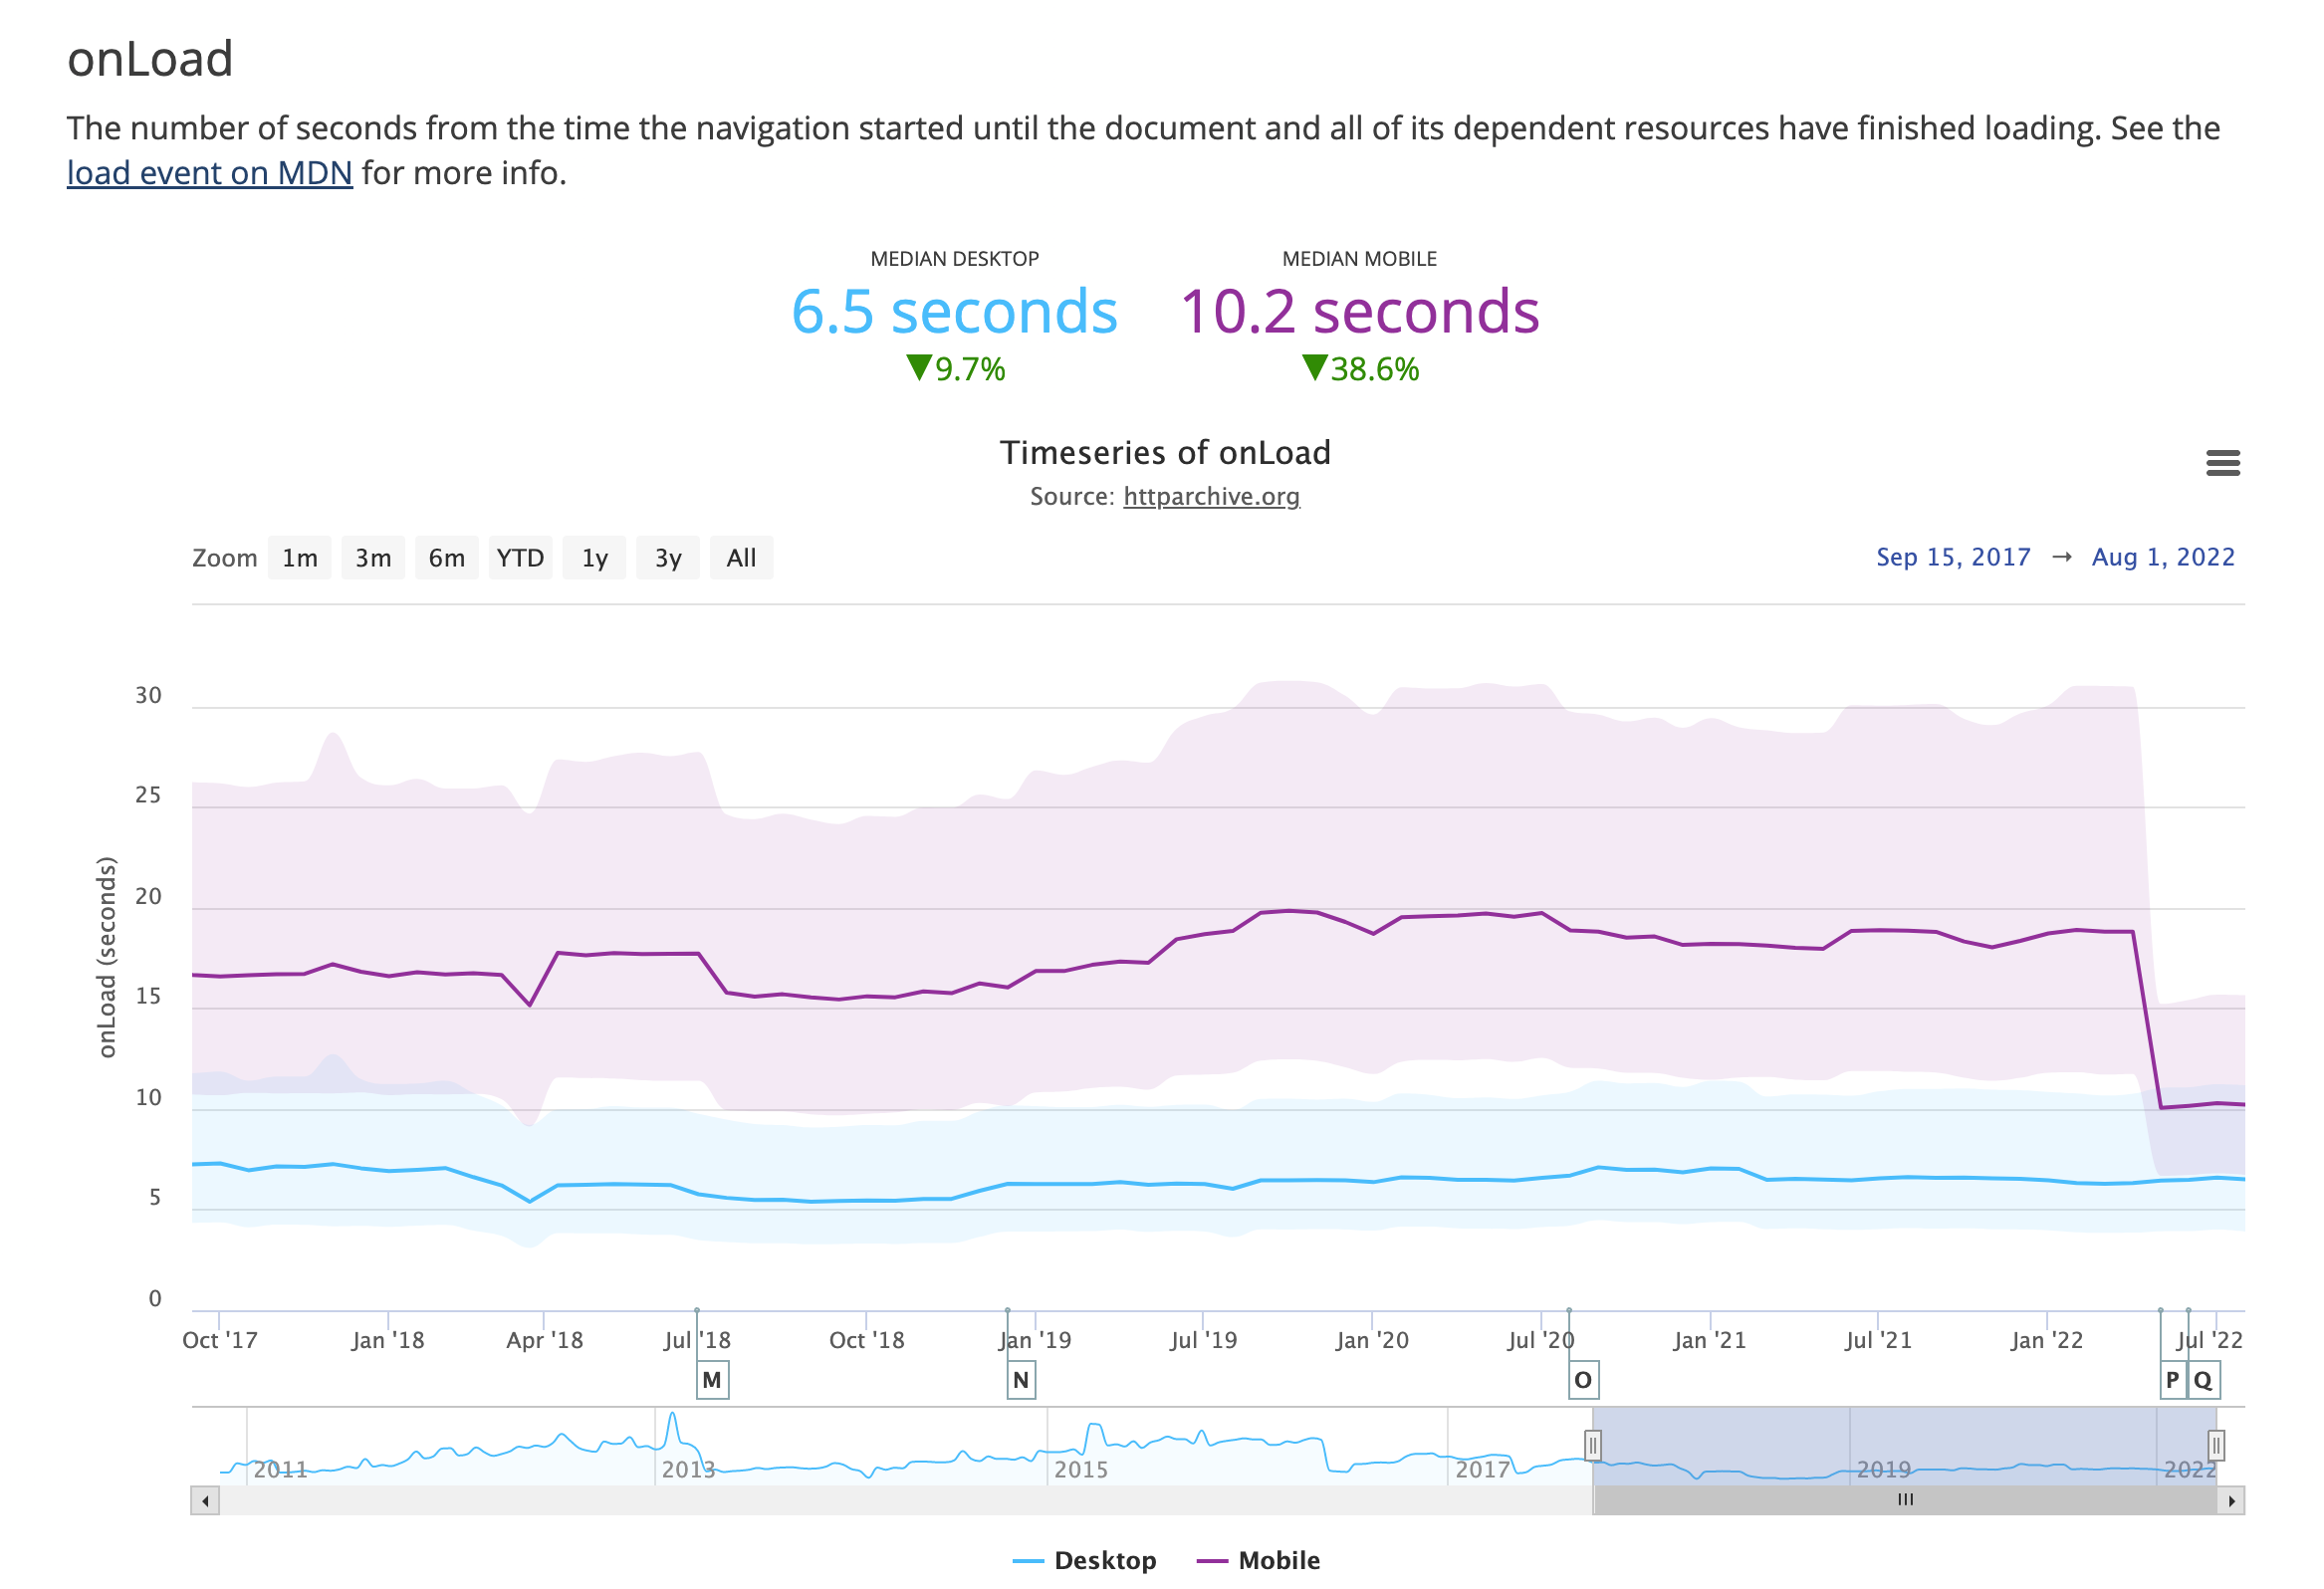 onLoad
The number of seconds from the time the navigation started until the document and all of its dependent resources have finished loading. See the
load event on MDN for more info.
MEDIAN DESKTOP MEDIAN MOBILE
6.5 seconds 10.2 seconds
▼9.7% ▼38.6%
Timeseries of onLoad
Source: httparchive.org
Zoom 1m 3m 6m YTD 1y 3y All Sep 15, 2017 → Aug 1, 2022
onLoad (seconds)
30
25
20
15
10
5
0
Oct '17 Jan '18 Apr '18 Jul '18 Oct '18 Jan '19 Jul '19 Jan '20 Jul '20 Jan '21 Jul '21 Jan '22 Jul '22
M N O P Q
2011 2013 2015 2017 2019 2022
Desktop Mobile